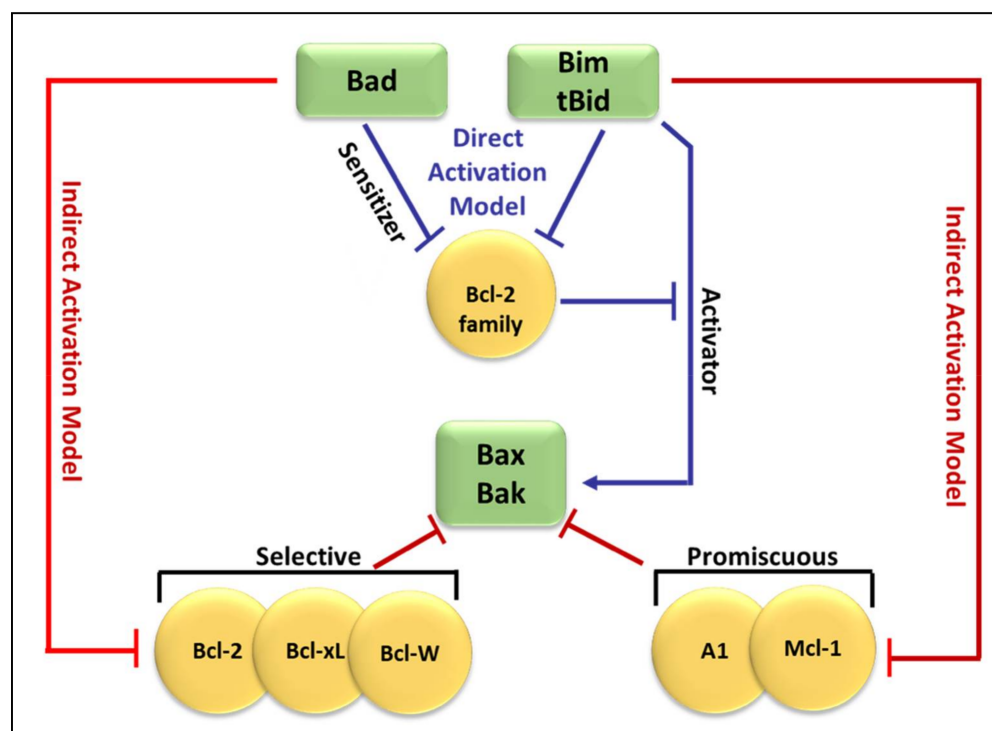 Bad
Bim
tBid
Direct
Activation
Model
Sensitizer
Bcl-2
family
Activator
Indirect Activation Model
Indirect Activation Model
Bax
Bak
Selective
Promiscuous
Bcl-2
Bcl-xL
Bcl-W
A1
Mcl-1